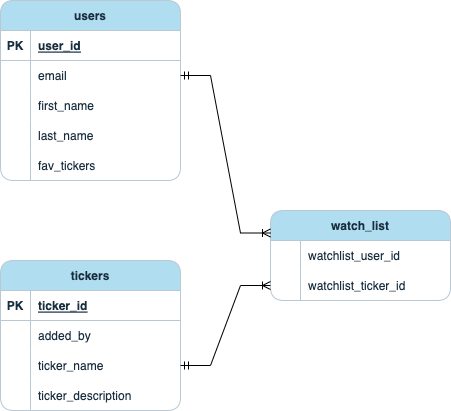 users
PK user_id
email
first_name
last_name
fav_tickers
watch_list
watchlist_user_id
watchlist_ticker_id
tickers
PK ticker_id
added_by
ticker_name
ticker_description